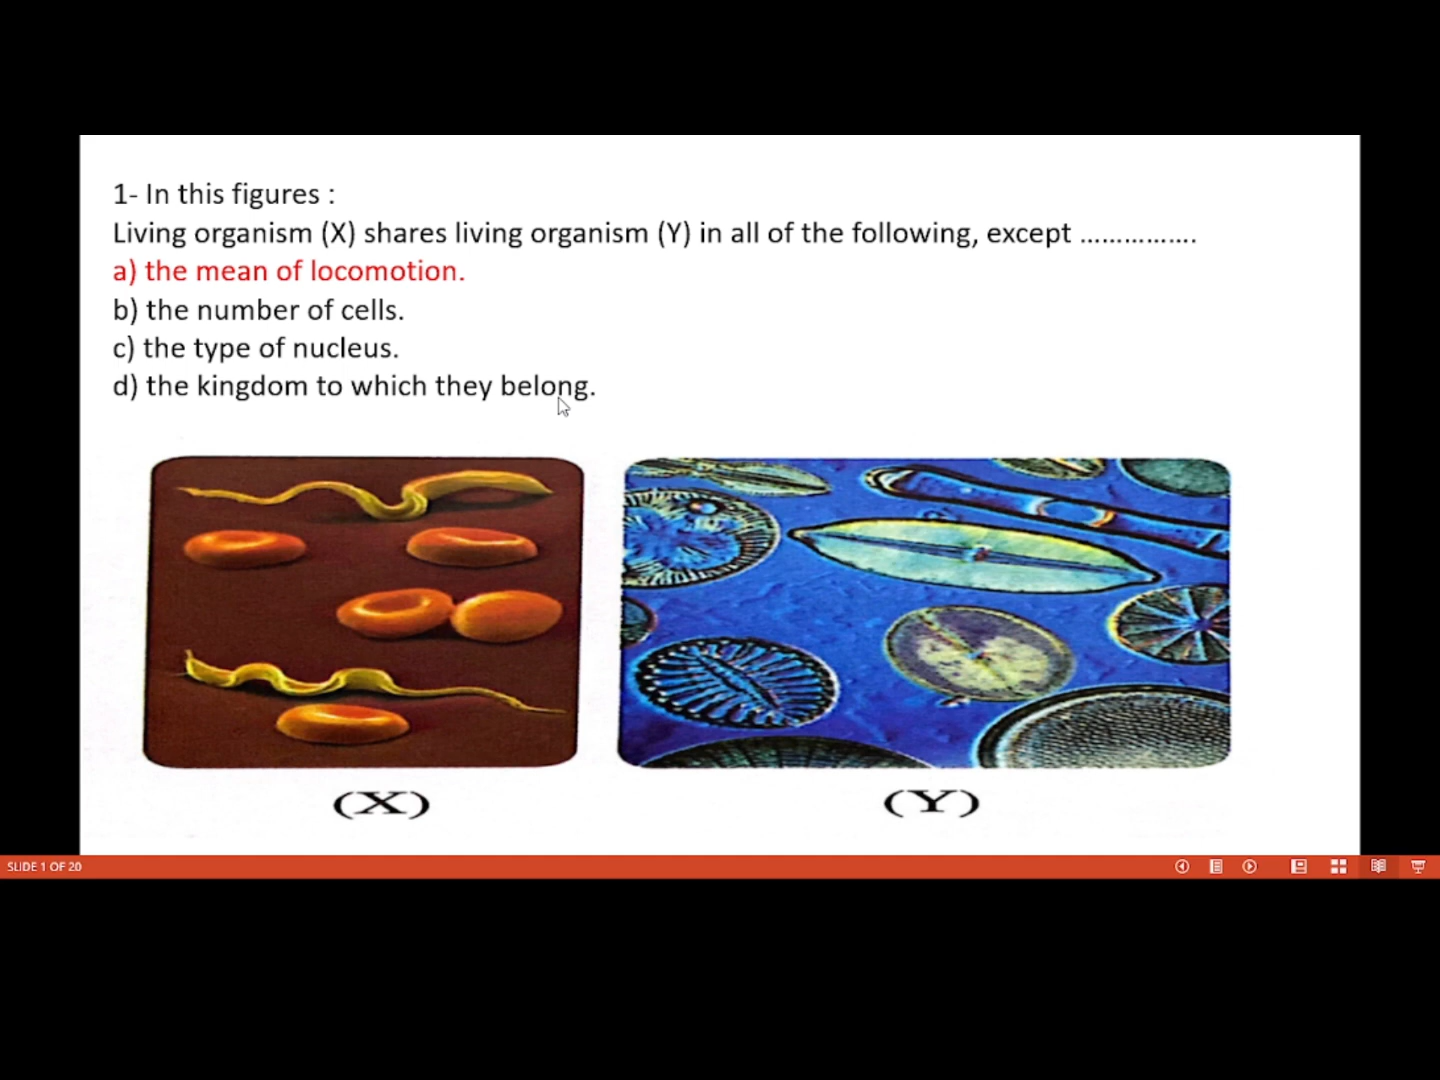 1- In this figures :
Living organism (X) shares living organism (Y) in all of the following, except ................
a) the mean of locomotion.
b) the number of cells.
c) the type of nucleus.
d) the kingdom to which they belong.
(X)
(Y)
SLIDE 1 OF 20